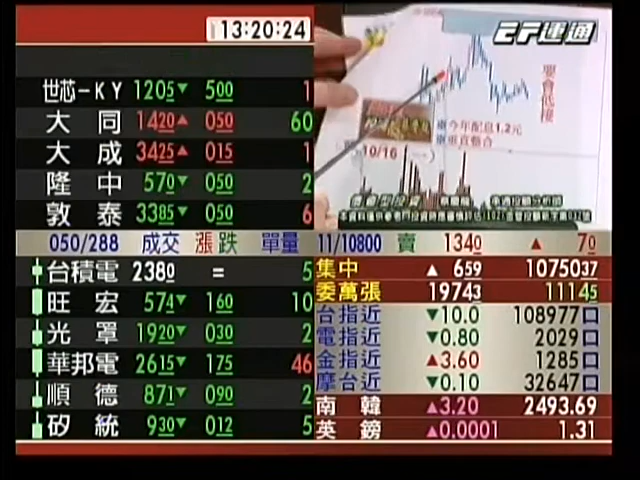 13:20:24
EF運通
世芯-KY 1205▼ 500 1
大同 1420▲ 050 60
大成 3425▲ 015 1
隆中 570▼ 050 2
敦泰 3385▼ 050 6
050/288 成交 漲跌 單量
台積電 2380 = 5
旺宏 574▼ 160 10
光罩 1920▼ 030 2
華邦電 2615▼ 175 46
順德 871▼ 090 2
矽統 930▼ 012 5
要會低接
今年配息1.2元
垂直整合
10/16
11/10800 賣 1340 ▲ 70
集中 ▲ 659 1075037
委萬張 19743 11145
台指近 ▼10.0 108977口
電指近 ▼0.80 2029口
金指近 ▲3.60 1285口
摩台近 ▼0.10 32647口
南韓 ▲3.20 2493.69
英鎊 ▲0.0001 1.31